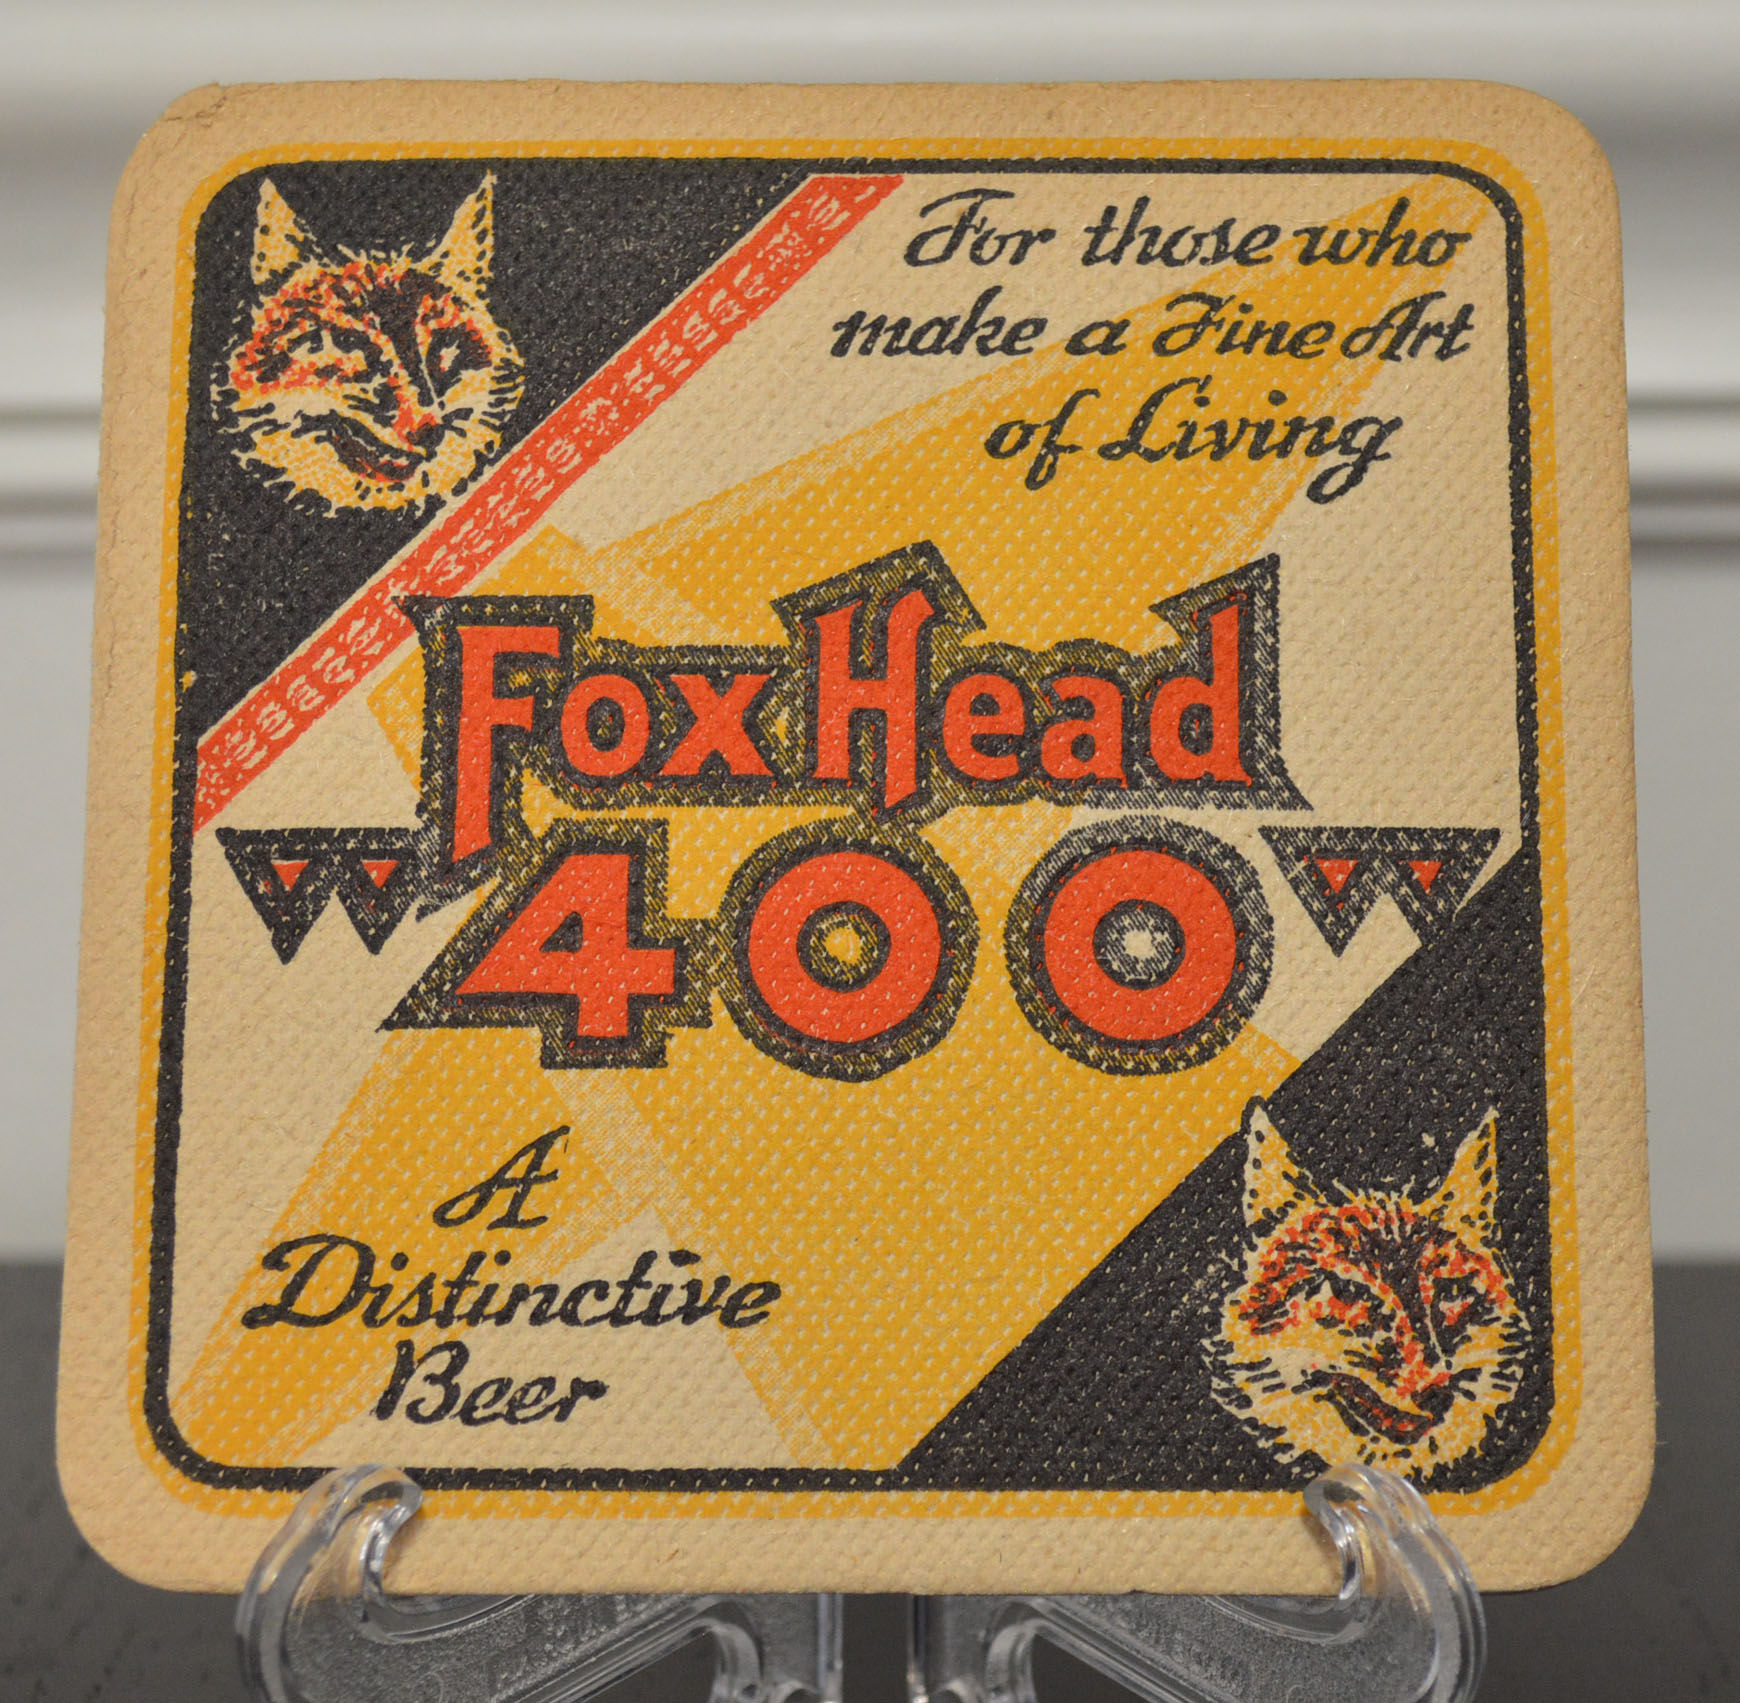 For those who
make a Fine Art
of Living
Fox Head
400
A
Distinctive
Beer